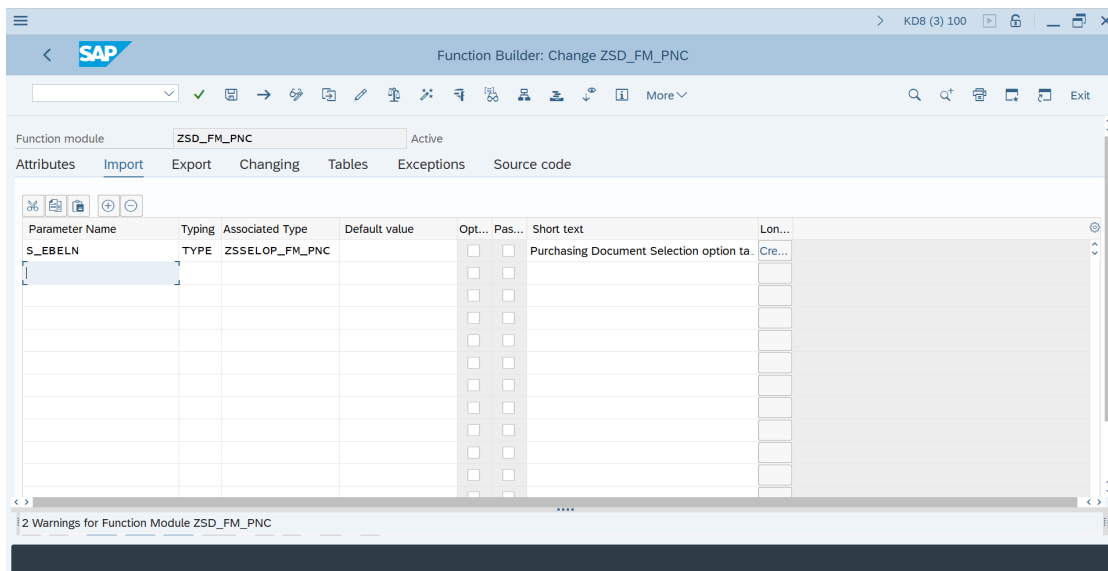 KD8 (3) 100
SAP
Function Builder: Change ZSD_FM_PNC
More
Exit
Function module ZSD_FM_PNC Active
Attributes Import Export Changing Tables Exceptions Source code
Parameter Name Typing Associated Type Default value Opt... Pas... Short text Lon...
S_EBELN TYPE ZSSELOP_FM_PNC Purchasing Document Selection option ta. Cre...
2 Warnings for Function Module ZSD_FM_PNC